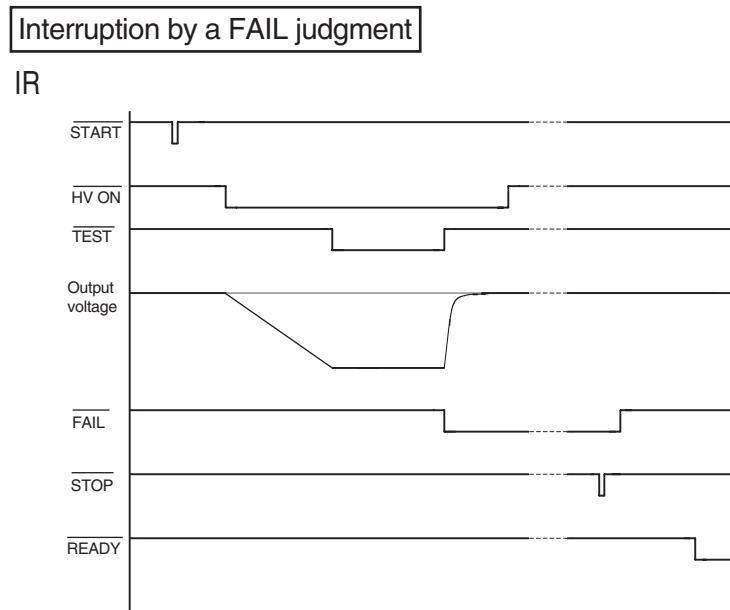 Interruption by a FAIL judgment
IR
START
HV ON
TEST
Output
voltage
FAIL
STOP
READY